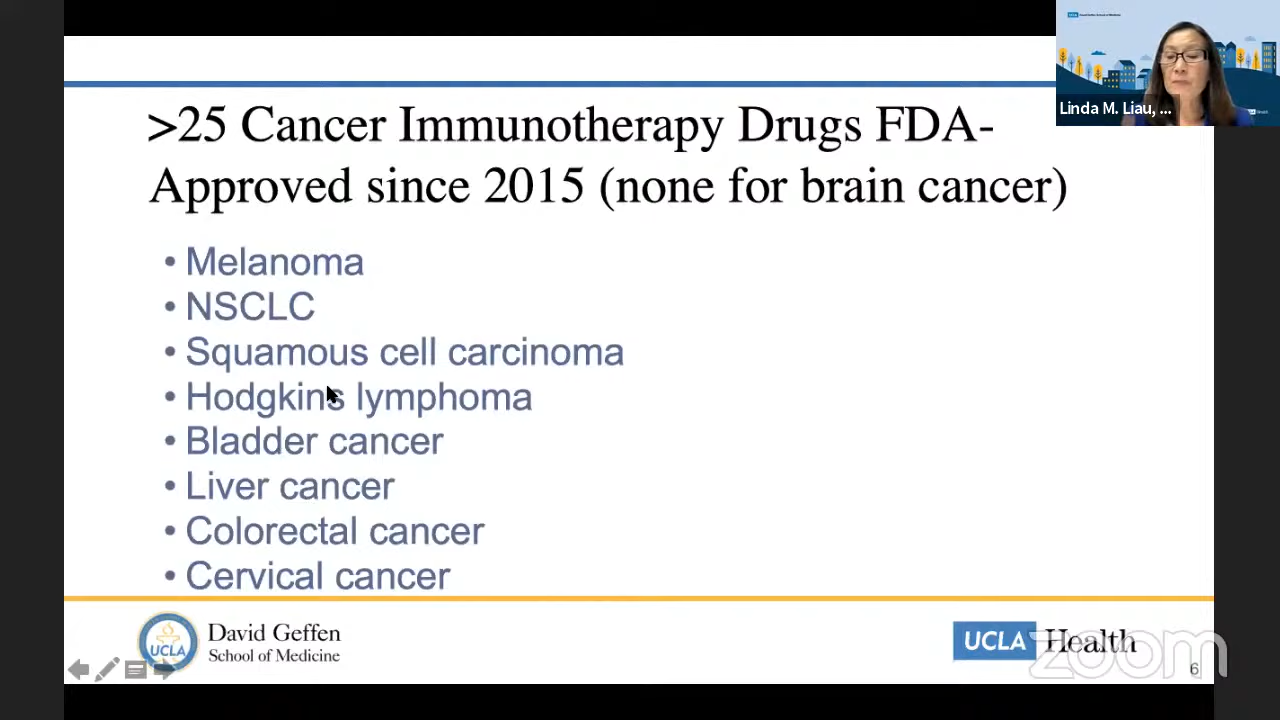 >25 Cancer Immunotherapy Drugs FDA-
Approved since 2015 (none for brain cancer)
• Melanoma
• NSCLC
• Squamous cell carcinoma
• Hodgkins lymphoma
• Bladder cancer
• Liver cancer
• Colorectal cancer
• Cervical cancer
UCLA
David Geffen
School of Medicine
UCLA Health
zoom
6
UCLA
Linda M. Liau, ...